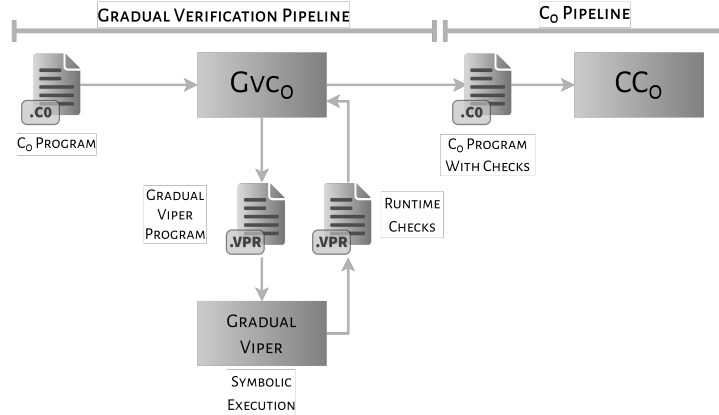 Gradual Verification Pipeline
C₀ Pipeline
Gvc₀
CC₀
.C0
.C0
C₀ Program
C₀ Program
With Checks
Gradual
Viper
Program
.VPR
.VPR
Runtime
Checks
Gradual
Viper
Symbolic
Execution